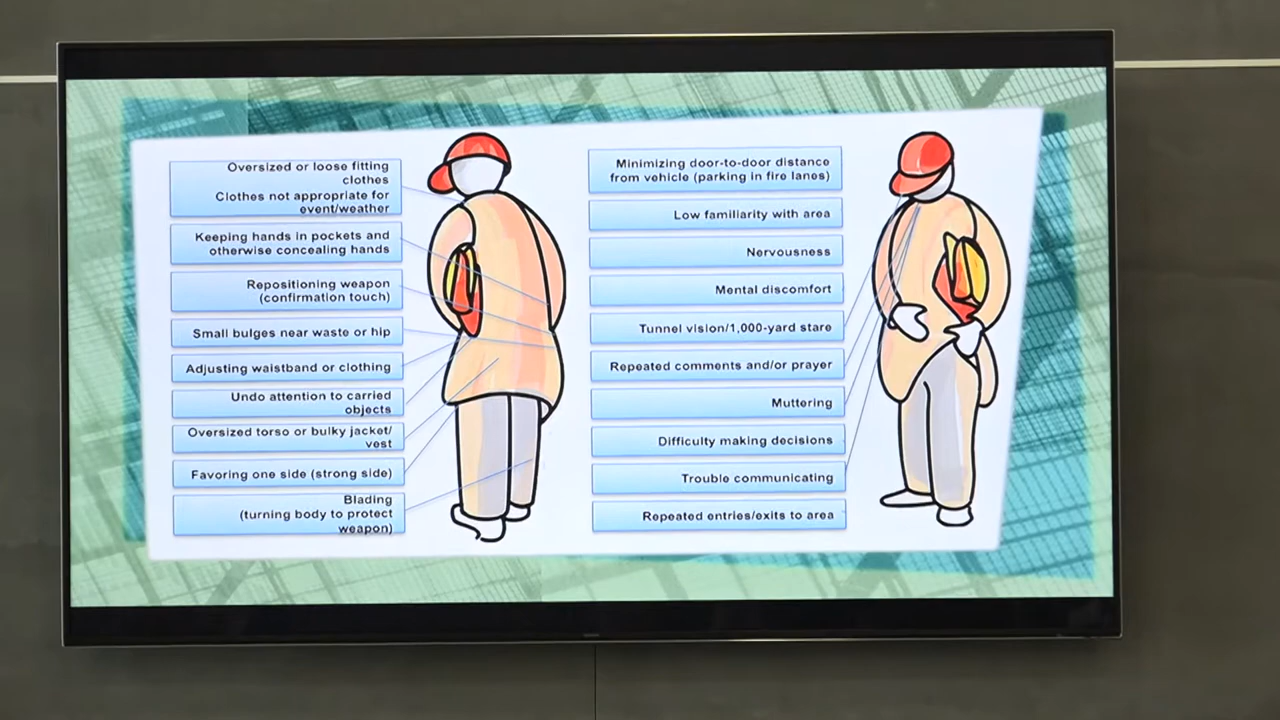 Oversized or loose fitting
clothes
Clothes not appropriate for
event/weather
Keeping hands in pockets and
otherwise concealing hands
Repositioning weapon
(confirmation touch)
Small bulges near waste or hip
Adjusting waistband or clothing
Undo attention to carried
objects
Oversized torso or bulky jacket/
vest
Favoring one side (strong side)
Blading
(turning body to protect
weapon)
Minimizing door-to-door distance
from vehicle (parking in fire lanes)
Low familiarity with area
Nervousness
Mental discomfort
Tunnel vision/1,000-yard stare
Repeated comments and/or prayer
Muttering
Difficulty making decisions
Trouble communicating
Repeated entries/exits to area